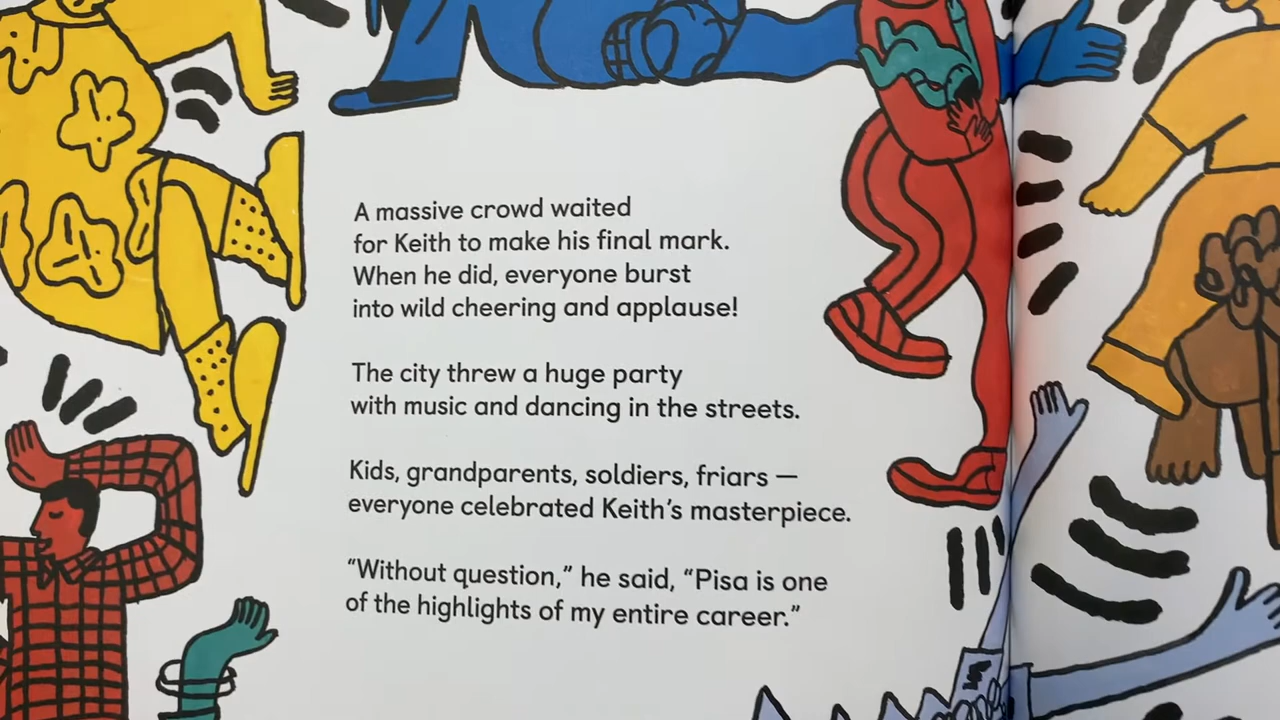 A massive crowd waited
for Keith to make his final mark.
When he did, everyone burst
into wild cheering and applause!
The city threw a huge party
with music and dancing in the streets.
Kids, grandparents, soldiers, friars —
everyone celebrated Keith’s masterpiece.
“Without question,” he said, “Pisa is one
of the highlights of my entire career.”